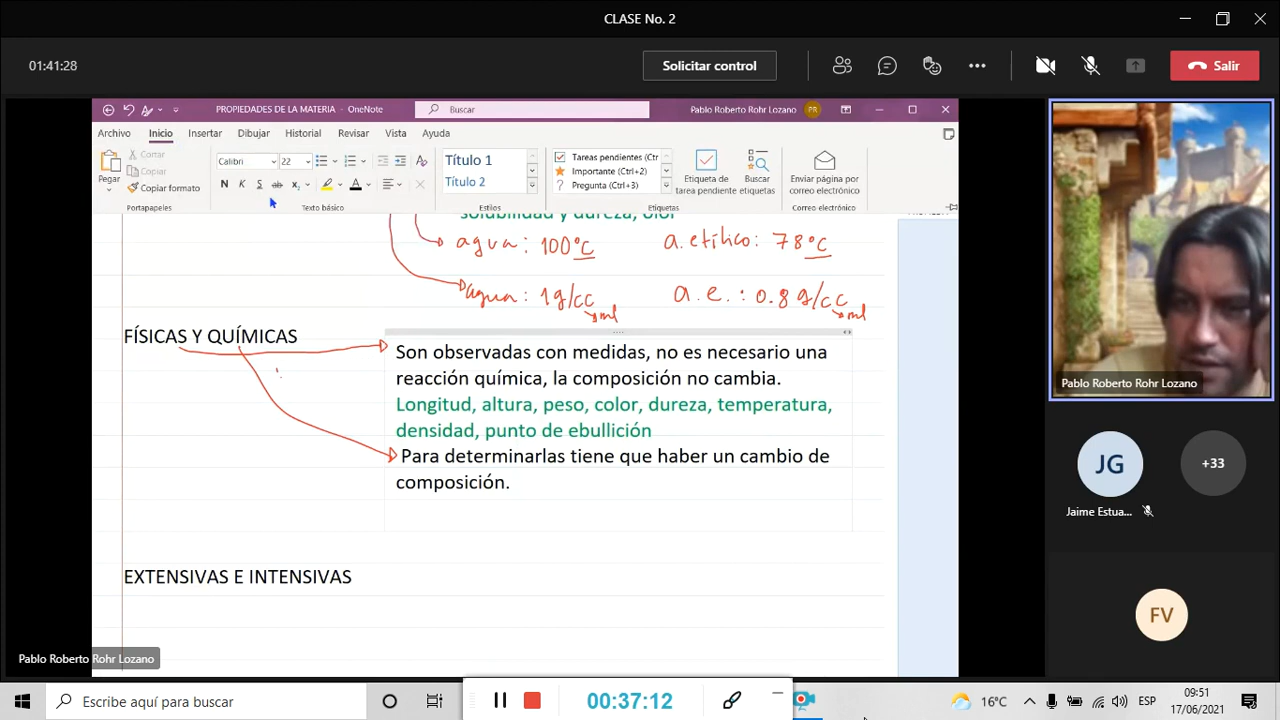 CLASE No. 2
01:41:28
Solicitar control
Salir
PROPIEDADES DE LA MATERIA - OneNote
Buscar
Pablo Roberto Rohr Lozano
PR
Archivo Inicio Insertar Dibujar Historial Revisar Vista Ayuda
Pegar
Cortar
Copiar
Copiar formato
Portapapeles
Calibri
22
N K S ab x
Texto básico
Título 1
Título 2
Estilos
Tareas pendientes (Ctr
Importante (Ctrl+2)
Pregunta (Ctrl+3)
Etiqueta de tarea pendiente
Buscar etiquetas
Etiquetas
Enviar página por correo electrónico
Correo electrónico
solubilidad y dureza, olor
agua: 100°C a.etílico: 78°C
agua: 1g/cc a.e.: 0.8 g/cc
ml ml
FÍSICAS Y QUÍMICAS
Son observadas con medidas, no es necesario una
reacción química, la composición no cambia.
Longitud, altura, peso, color, dureza, temperatura,
densidad, punto de ebullición
Para determinarlas tiene que haber un cambio de
composición.
EXTENSIVAS E INTENSIVAS
Pablo Roberto Rohr Lozano
Pablo Roberto Rohr Lozano
JG
+33
Jaime Estua...
FV
Escribe aquí para buscar
00:37:12
16°C
ESP
09:51
17/06/2021